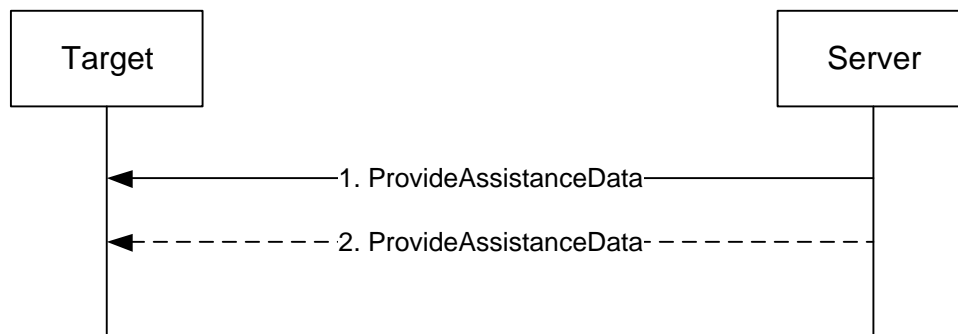 Target
Server
1. ProvideAssistanceData
2. ProvideAssistanceData